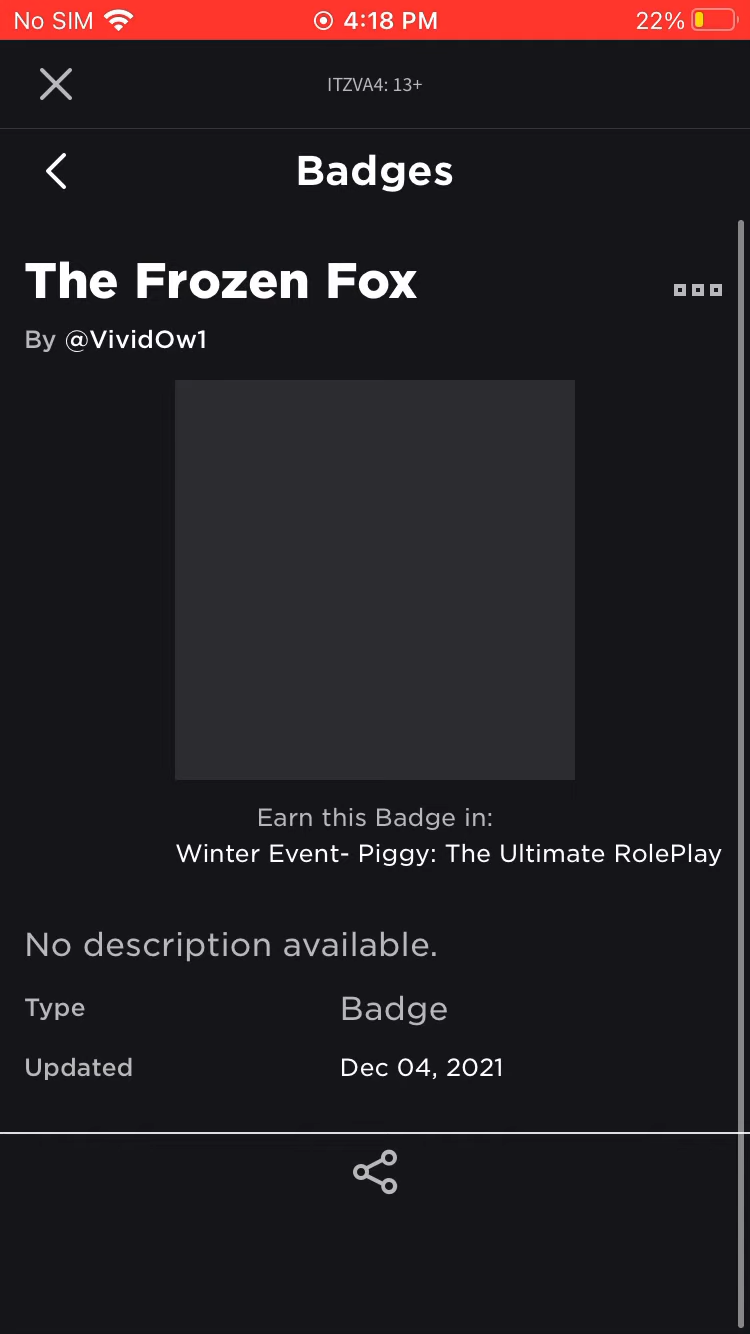 No SIM 4:18 PM 22%
ITZVA4: 13+
Badges
The Frozen Fox
By @VividOw1
Earn this Badge in:
Winter Event- Piggy: The Ultimate RolePlay
No description available.
Type Badge
Updated Dec 04, 2021